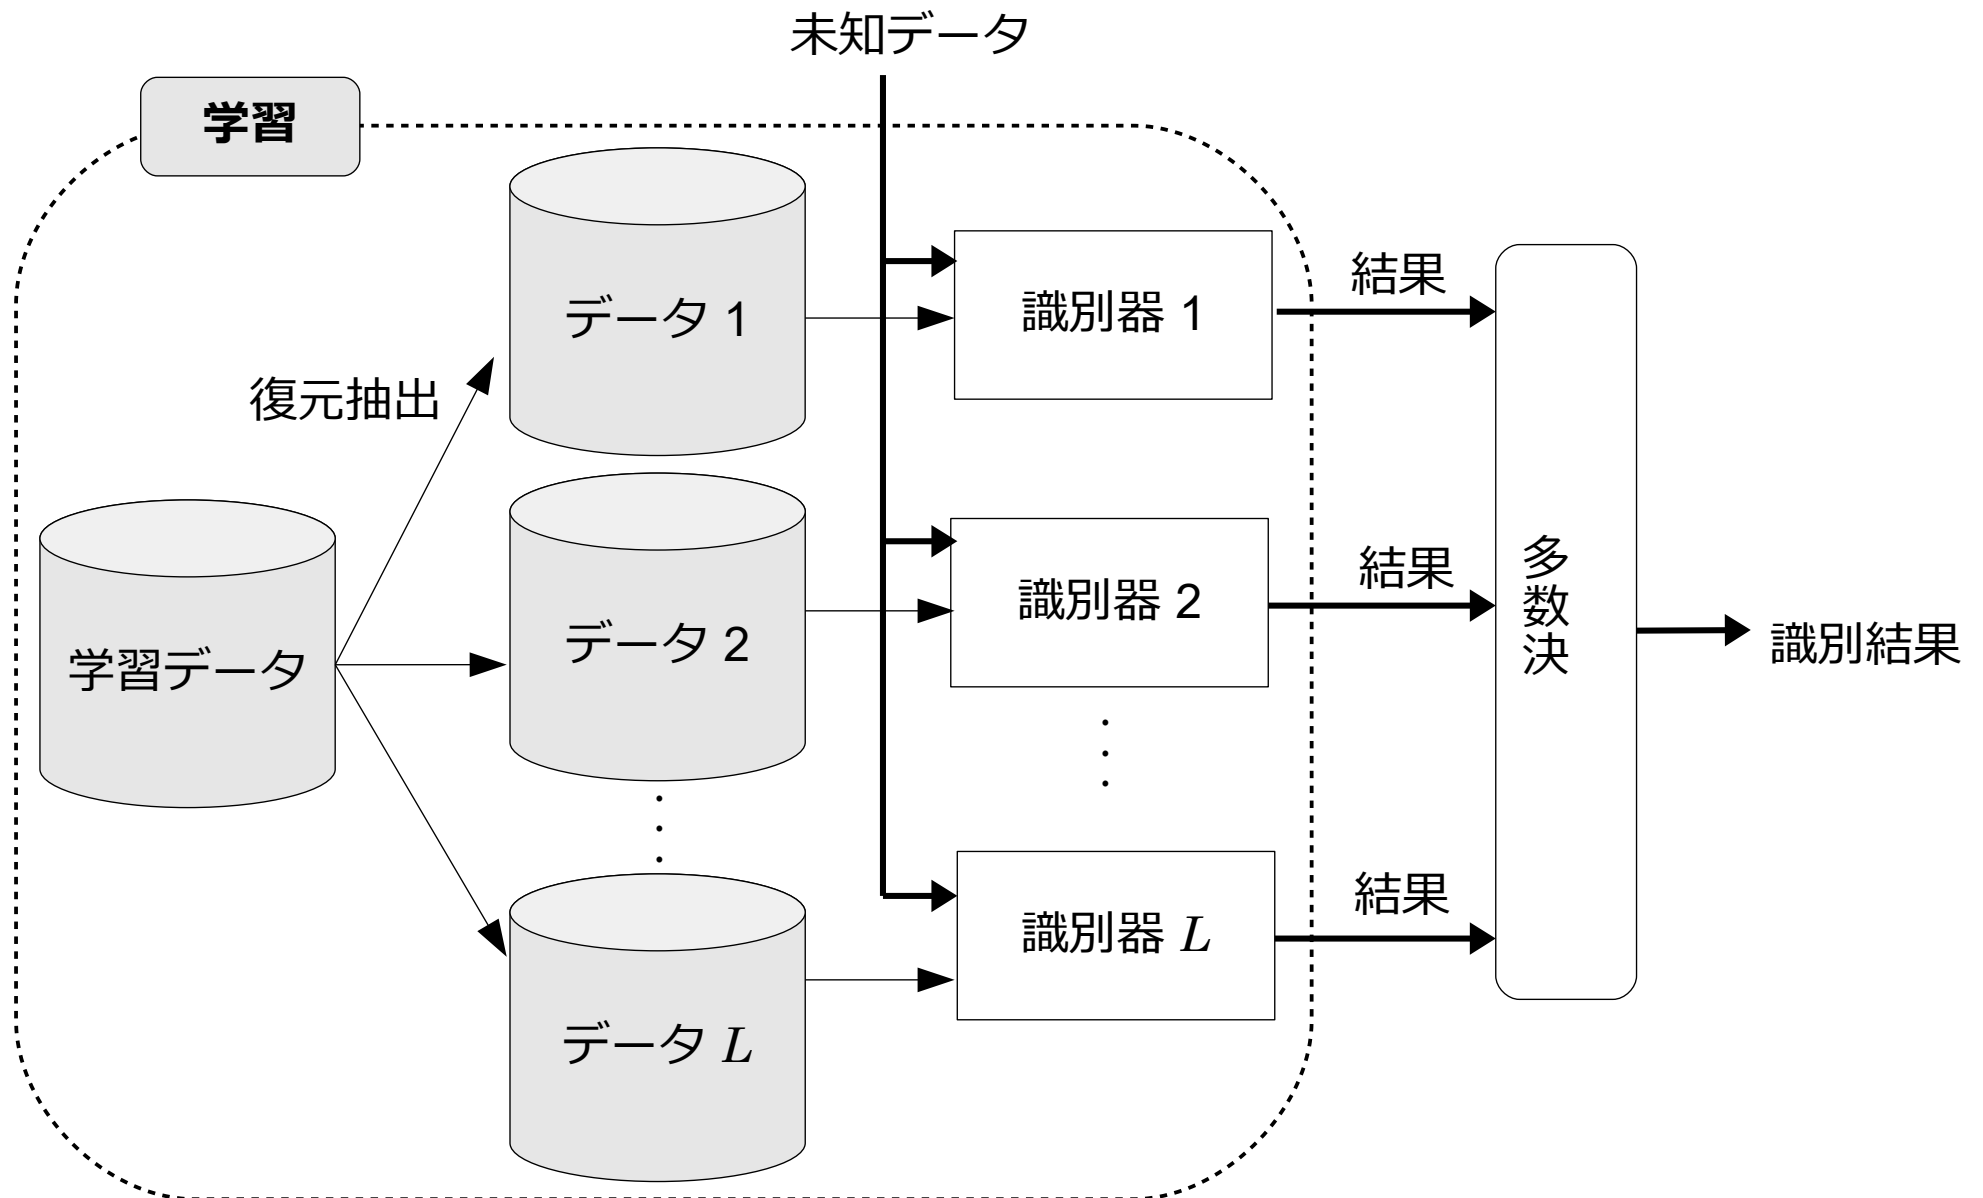 未知データ
学習
データ 1
識別器 1
結果
復元抽出
学習データ
データ 2
識別器 2
結果
多数決
識別結果
データ L
識別器 L
結果